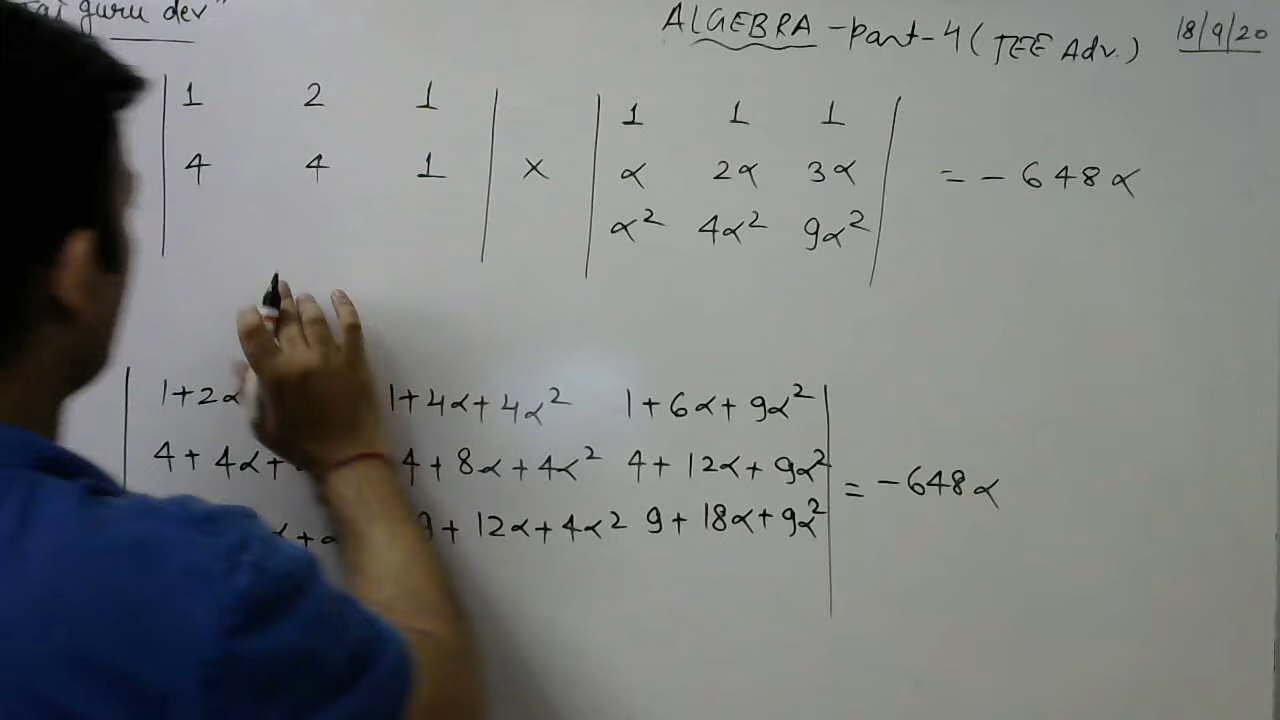 guru dev"
ALGEBRA - part - 4 (JEE Adv.) 18/9/20
| 1 2 1 | | 1 1 1 |
| 4 4 1 | × | α 2α 3α | = - 648α
| α² 4α² 9α² |
| 1+2α 1+4α+4α² 1+6α+9α² |
| 4+4α+ 4+8α+4α² 4+12α+9α² | = -648α
α+α 9+12α+4α² 9+18α+9α² |